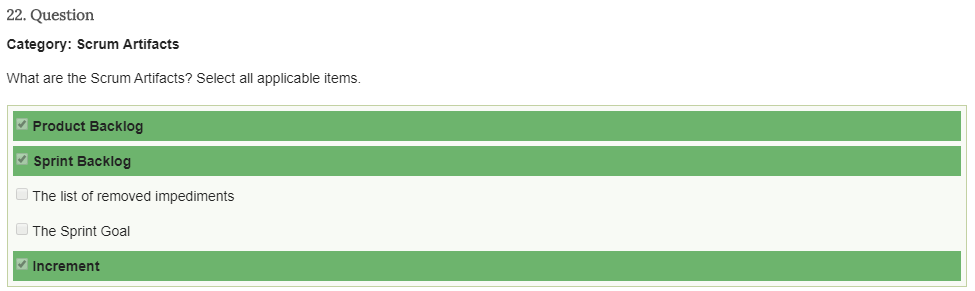 22. Question
Category: Scrum Artifacts
What are the Scrum Artifacts? Select all applicable items.
Product Backlog
Sprint Backlog
The list of removed impediments
The Sprint Goal
Increment